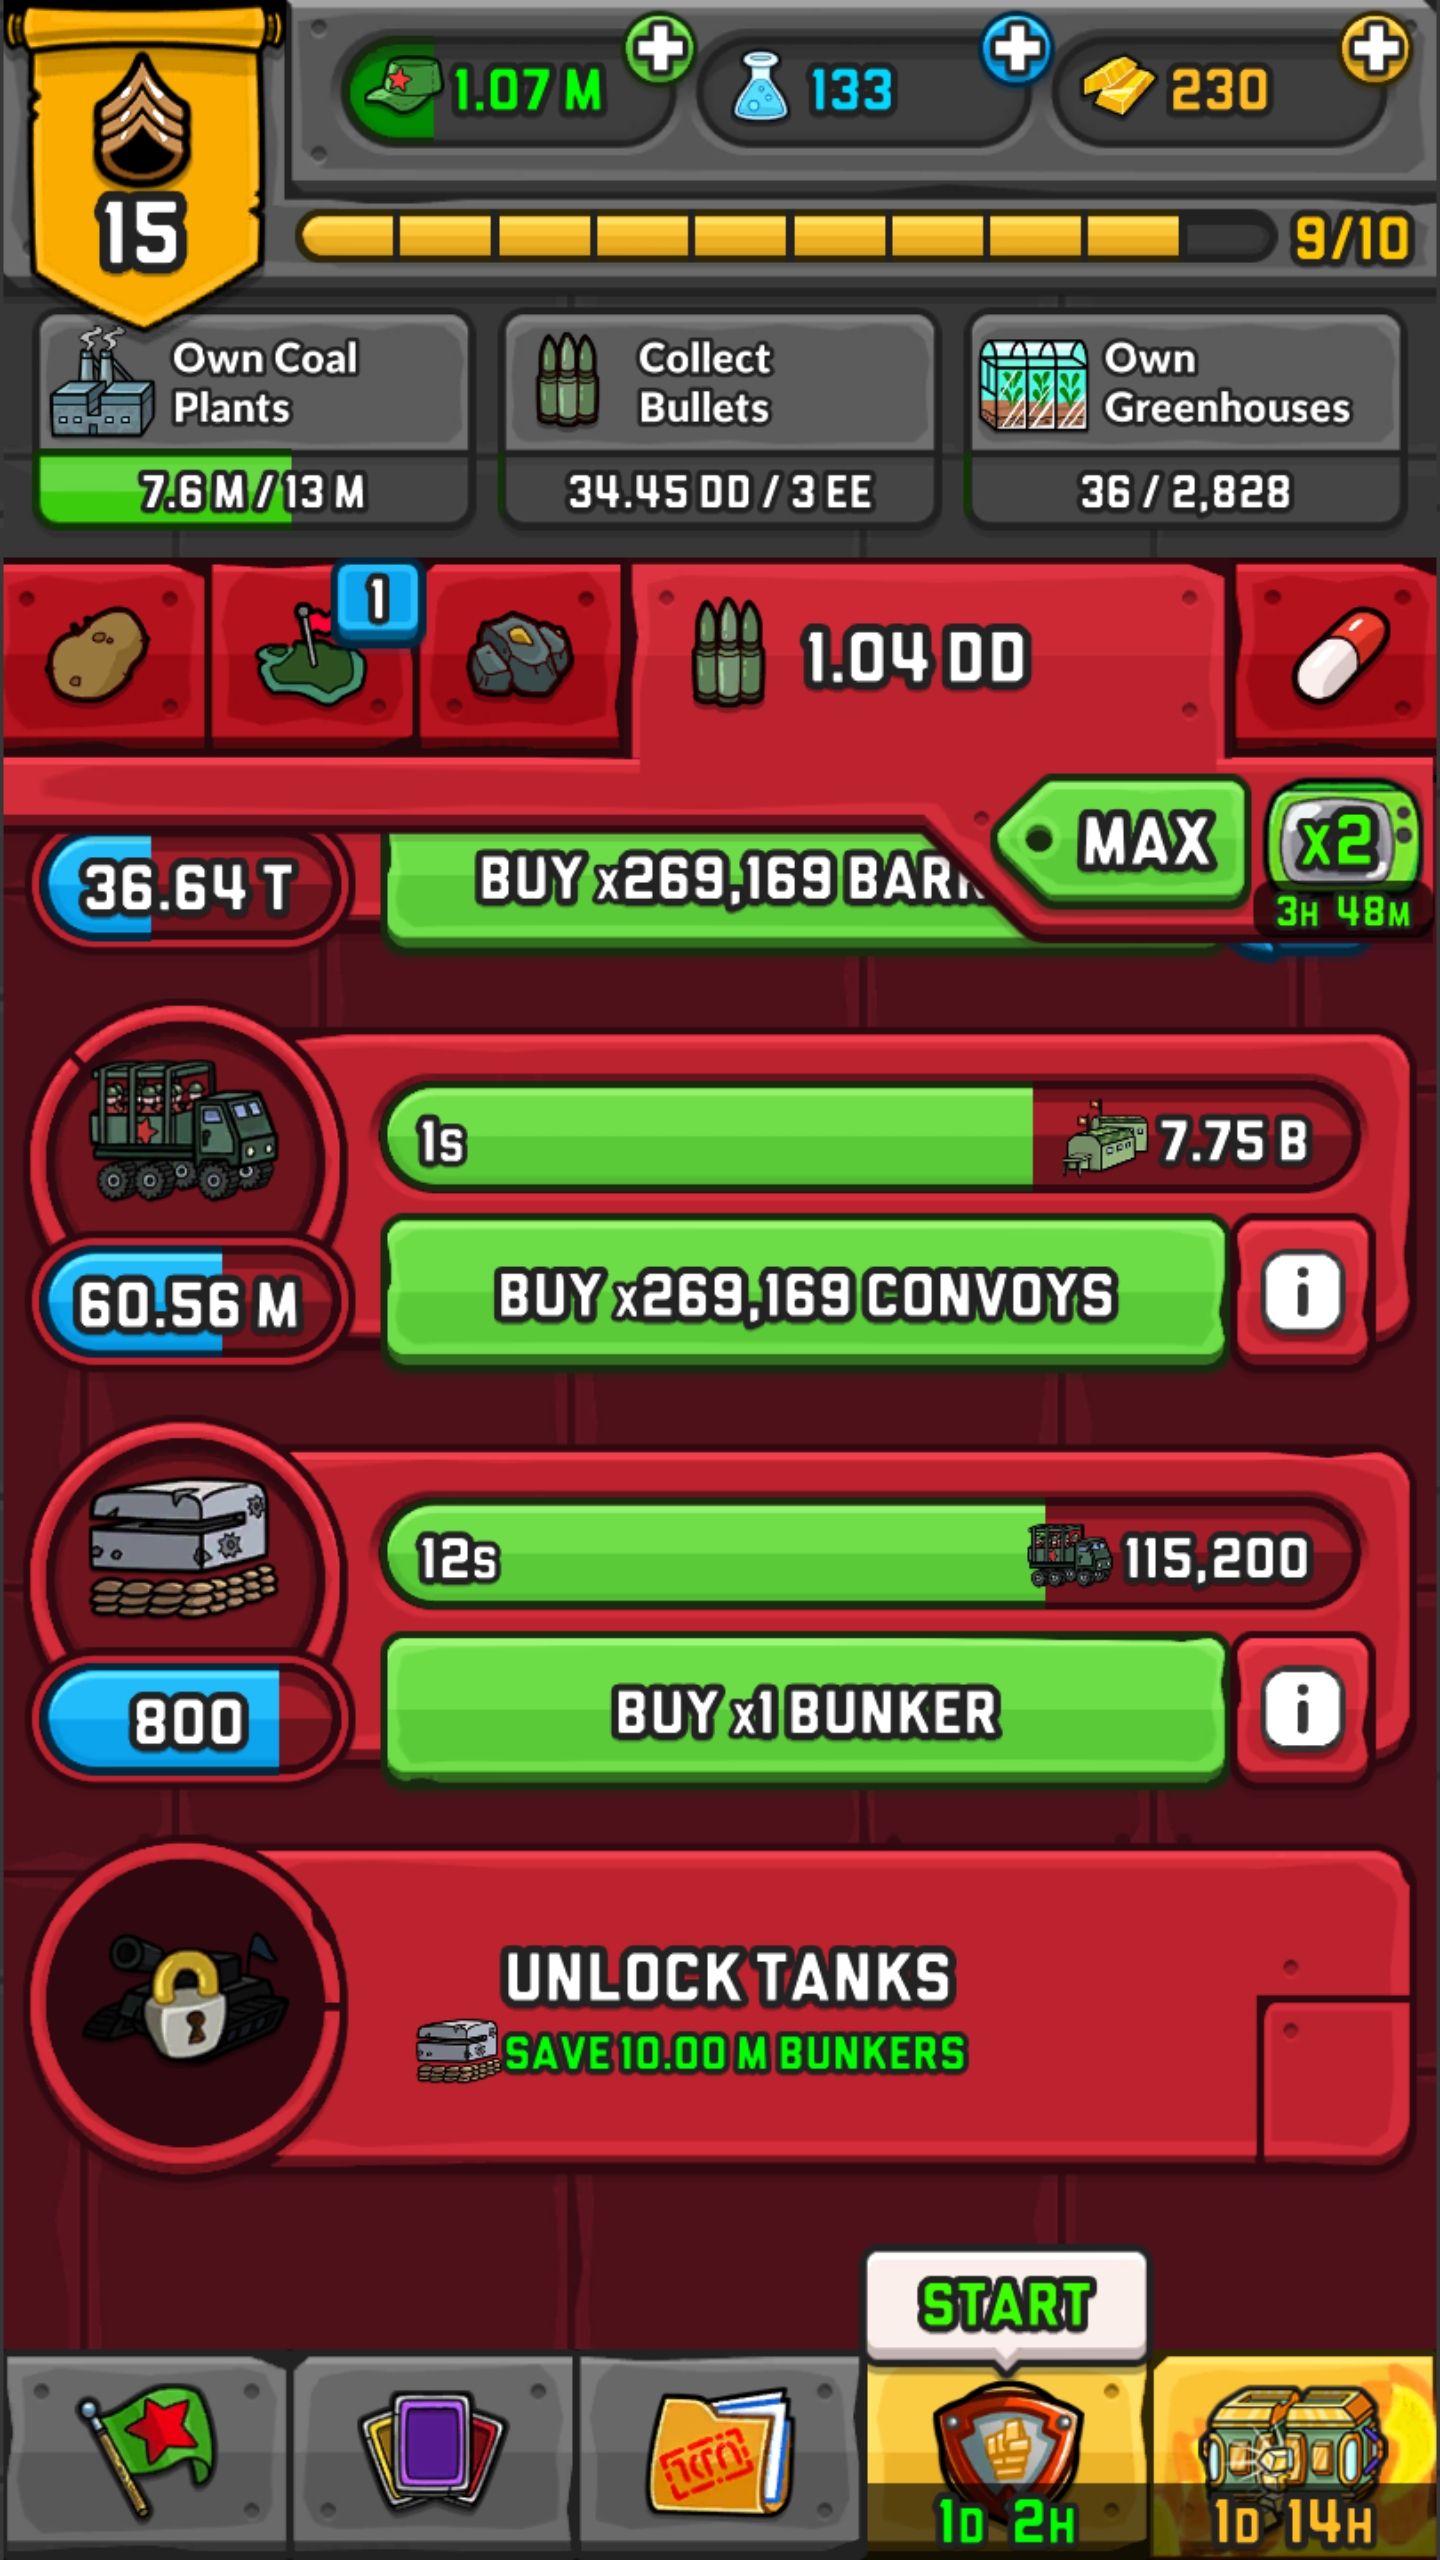 1.07 M
133
230
15
9/10
Own Coal
Plants
7.6 M / 13 M
Collect
Bullets
34.45 DD / 3 EE
Own
Greenhouses
36 / 2,828
1
1.04 DD
MAX
x2
3H 48M
36.64 T
BUY x269,169
1s
7.75 B
60.56 M
BUY x269,169 CONVOYS
i
12s
115,200
800
BUY x1 BUNKER
i
UNLOCK TANKS
SAVE 10.00 M BUNKERS
START
1D 2H
1D 14H